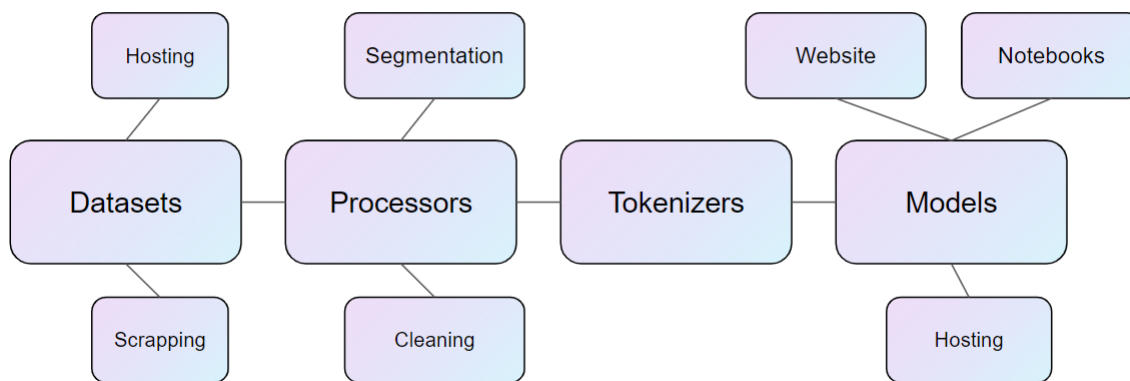 Hosting
Segmentation
Website
Notebooks
Datasets
Processors
Tokenizers
Models
Scrapping
Cleaning
Hosting